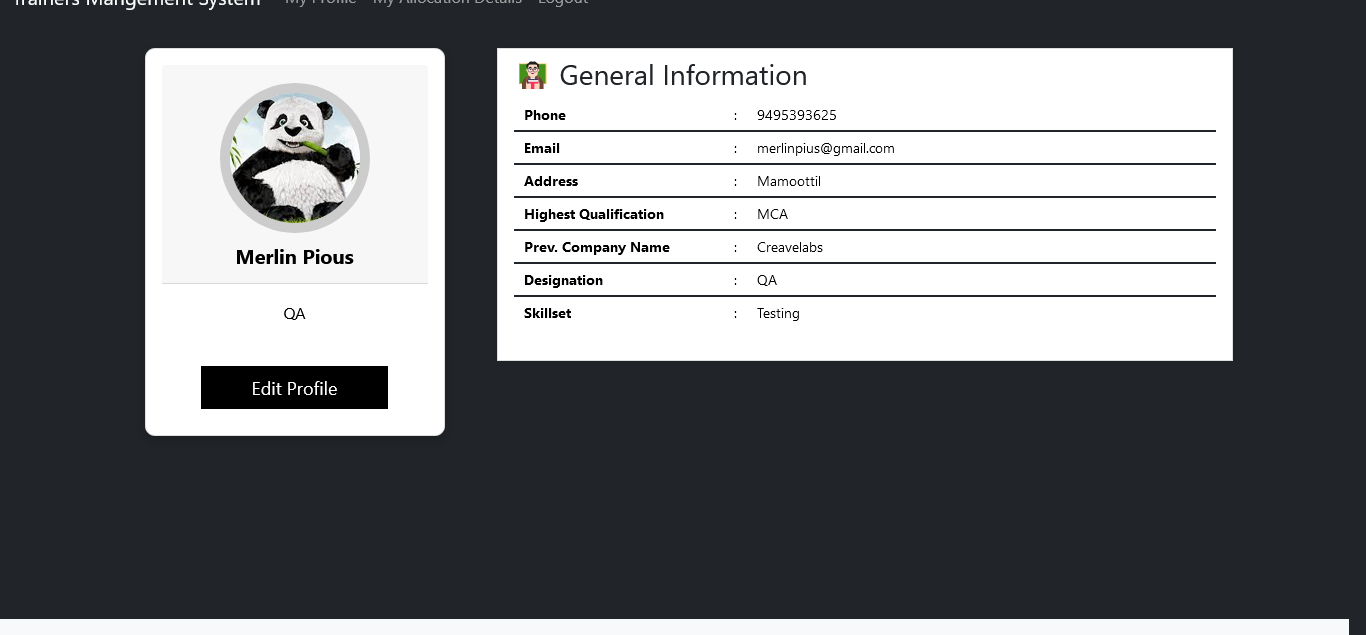 Trainers Mangement System My Profile My Allocation Details Logout
General Information
Phone : 9495393625
Email : merlinpius@gmail.com
Address : Mamoottil
Highest Qualification : MCA
Prev. Company Name : Creavelabs
Designation : QA
Skillset : Testing
Merlin Pious
QA
Edit Profile